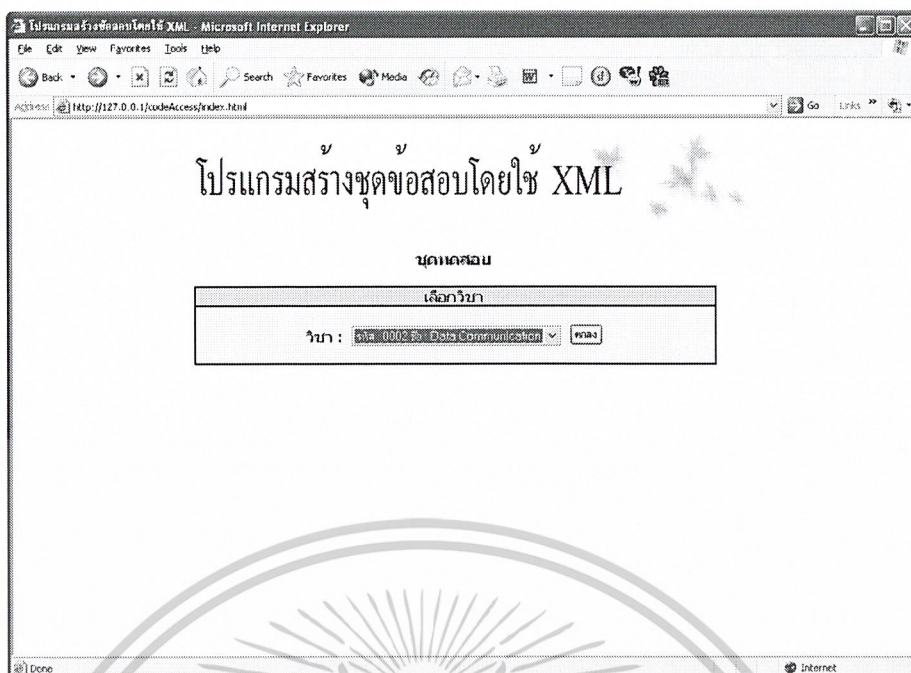 โปรแกรมสร้างข้อสอบโดยใช้ XML - Microsoft Internet Explorer
File Edit View Favorites Tools Help
Back Search Favorites Media
Address http://127.0.0.1/codeAccess/index.html Go Links »
โปรแกรมสร้างชุดข้อสอบโดยใช้ XML
ชุดทดสอบ
เลือกวิชา
วิชา : รหัส : 0002 ชื่อ : Data Communication ตกลง
Done Internet